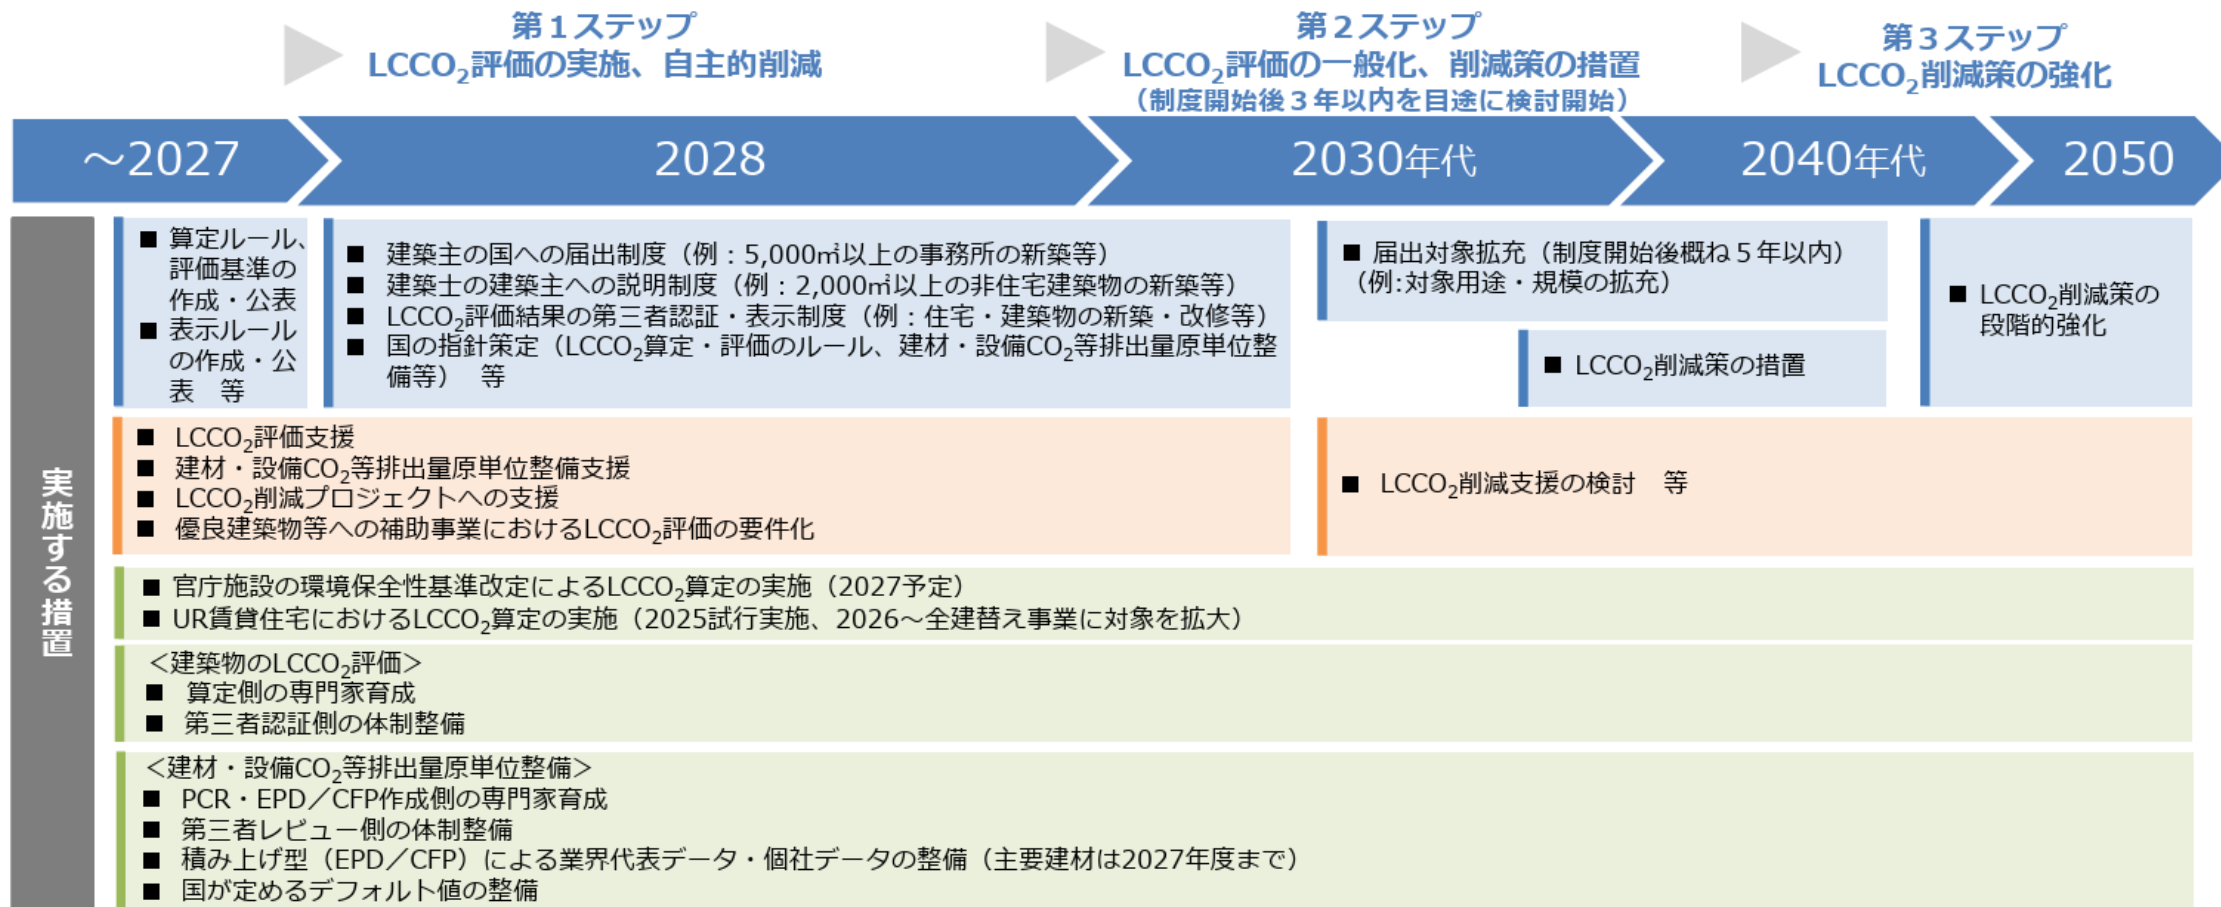 第１ステップ
LCCO₂評価の実施、自主的削減
第２ステップ
LCCO₂評価の一般化、削減策の措置
（制度開始後３年以内を目途に検討開始）
第３ステップ
LCCO₂削減策の強化
～2027
2028
2030年代
2040年代
2050
実施する措置
■ 算定ルール、
評価基準の
作成・公表
■ 表示ルール
の作成・公
表　等
■ 建築主の国への届出制度（例：5,000㎡以上の事務所の新築等）
■ 建築士の建築主への説明制度（例：2,000㎡以上の非住宅建築物の新築等）
■ LCCO₂評価結果の第三者認証・表示制度（例：住宅・建築物の新築・改修等）
■ 国の指針策定（LCCO₂算定・評価のルール、建材・設備CO₂等排出量原単位整
備等）　等
■ 届出対象拡充（制度開始後概ね５年以内）
（例:対象用途・規模の拡充）
■ LCCO₂削減策の措置
■ LCCO₂削減策の
段階的強化
■ LCCO₂評価支援
■ 建材・設備CO₂等排出量原単位整備支援
■ LCCO₂削減プロジェクトへの支援
■ 優良建築物等への補助事業におけるLCCO₂評価の要件化
■ LCCO₂削減支援の検討　等
■ 官庁施設の環境保全性基準改定によるLCCO₂算定の実施（2027予定）
■ UR賃貸住宅におけるLCCO₂算定の実施（2025試行実施、2026～全建替え事業に対象を拡大）
＜建築物のLCCO₂評価＞
■ 算定側の専門家育成
■ 第三者認証側の体制整備
＜建材・設備CO₂等排出量原単位整備＞
■ PCR・EPD／CFP作成側の専門家育成
■ 第三者レビュー側の体制整備
■ 積み上げ型（EPD／CFP）による業界代表データ・個社データの整備（主要建材は2027年度まで）
■ 国が定めるデフォルト値の整備